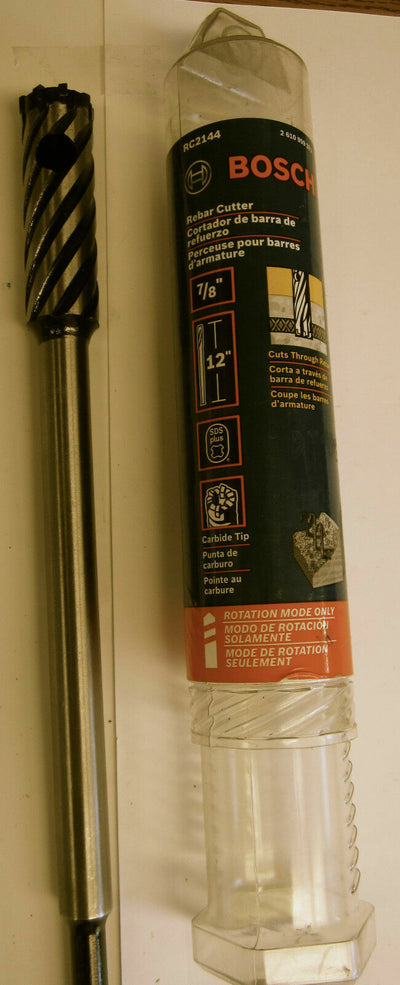 RC2144
BOSCH
Rebar Cutter
Cortador de barra de
refuerzo
Perceuse pour barres
d'armature
7/8"
12"
Cuts Through
Corta a través de
barra de refuerzo
Coupe les barres
d'armature
SDS
plus
Carbide Tip
Punta de
carburo
Pointe au
carbure
ROTATION MODE ONLY
MODO DE ROTACIÓN
SOLAMENTE
MODE DE ROTATION
SEULEMENT